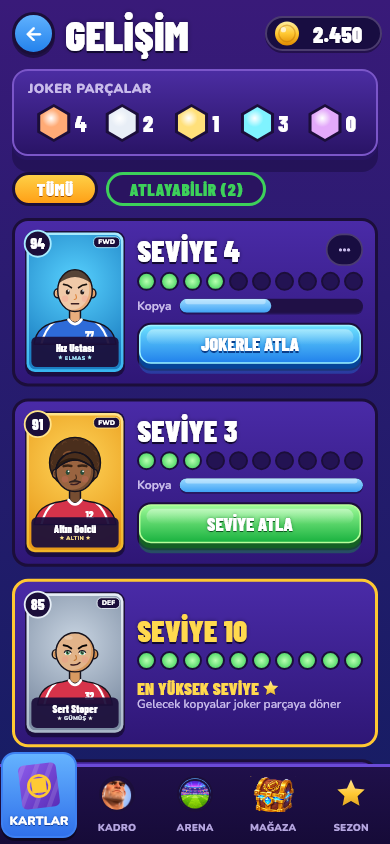 GELİŞİM
2.450
JOKER PARÇALAR
4
2
1
3
0
TÜMÜ
ATLAYABİLİR (2)
94
FWD
Hız Ustası
★ ELMAS ★
SEVİYE 4
Kopya
JOKERLE ATLA
91
FWD
Altın Golcü
★ ALTIN ★
SEVİYE 3
Kopya
SEVİYE ATLA
85
DEF
Sert Stoper
★ GÜMÜŞ ★
SEVİYE 10
EN YÜKSEK SEVİYE ★
Gelecek kopyalar joker parçaya döner
KARTLAR
KADRO
ARENA
MAĞAZA
SEZON